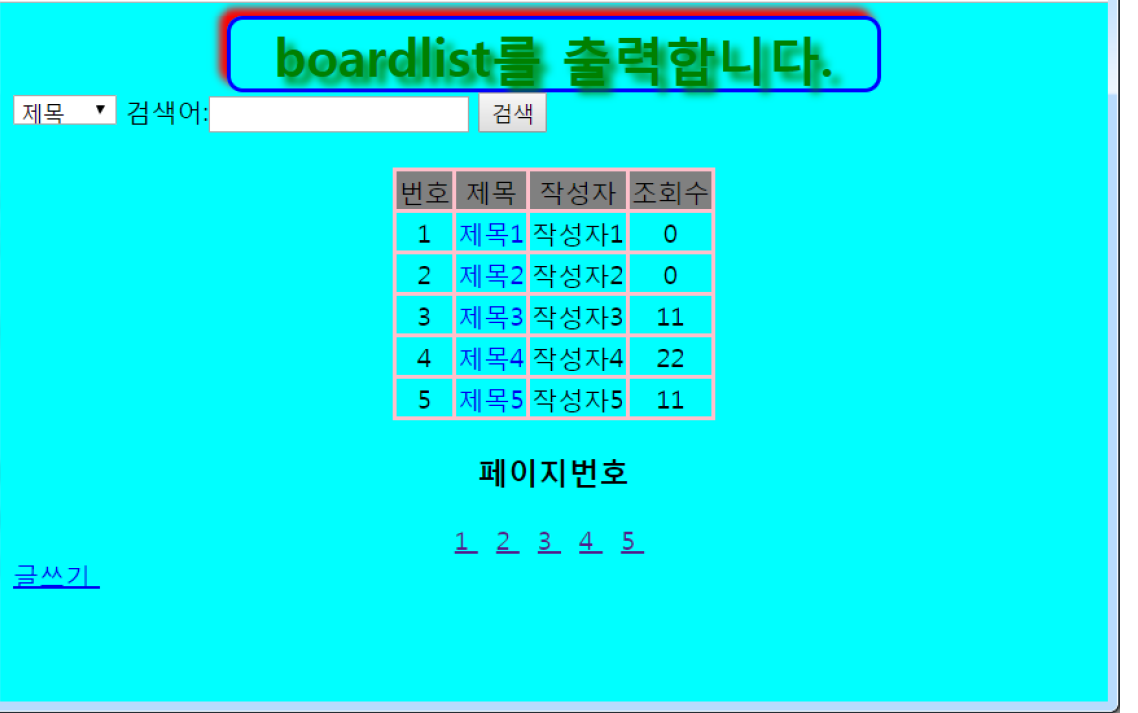 boardlist를 출력합니다.
제목 검색어: 검색
번호 제목 작성자 조회수
1 제목1 작성자1 0
2 제목2 작성자2 0
3 제목3 작성자3 11
4 제목4 작성자4 22
5 제목5 작성자5 11
페이지번호
1 2 3 4 5
글쓰기